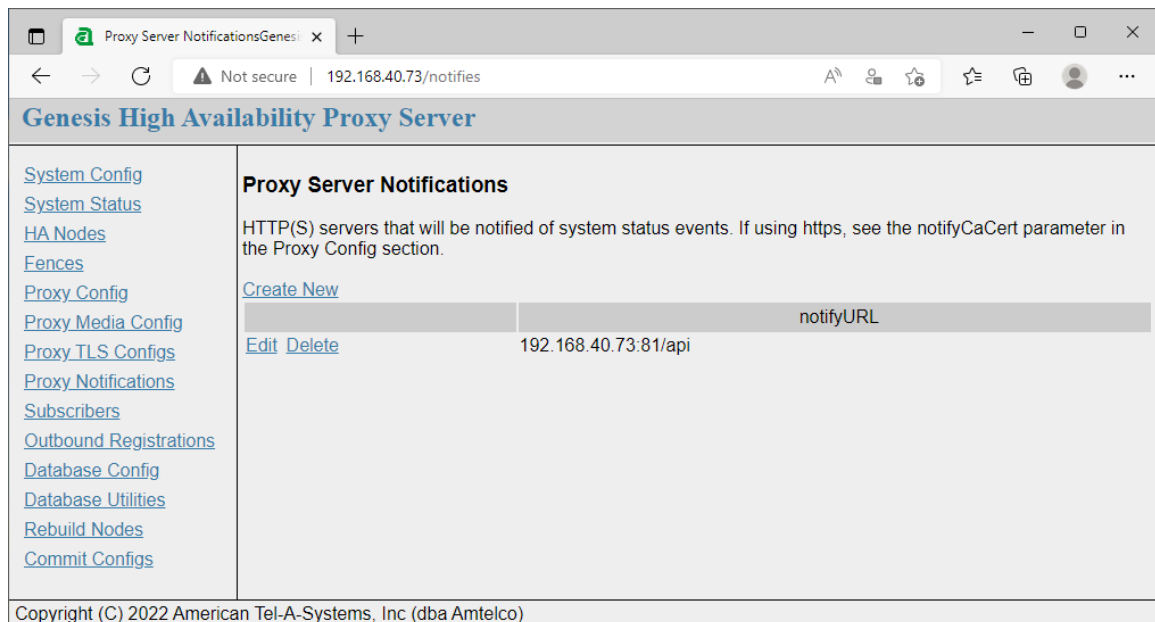 Proxy Server NotificationsGenesi
Not secure | 192.168.40.73/notifies
Genesis High Availability Proxy Server
System Config
System Status
HA Nodes
Fences
Proxy Config
Proxy Media Config
Proxy TLS Configs
Proxy Notifications
Subscribers
Outbound Registrations
Database Config
Database Utilities
Rebuild Nodes
Commit Configs
Proxy Server Notifications
HTTP(S) servers that will be notified of system status events. If using https, see the notifyCaCert parameter in
the Proxy Config section.
Create New
notifyURL
Edit Delete 192.168.40.73:81/api
Copyright (C) 2022 American Tel-A-Systems, Inc (dba Amtelco)